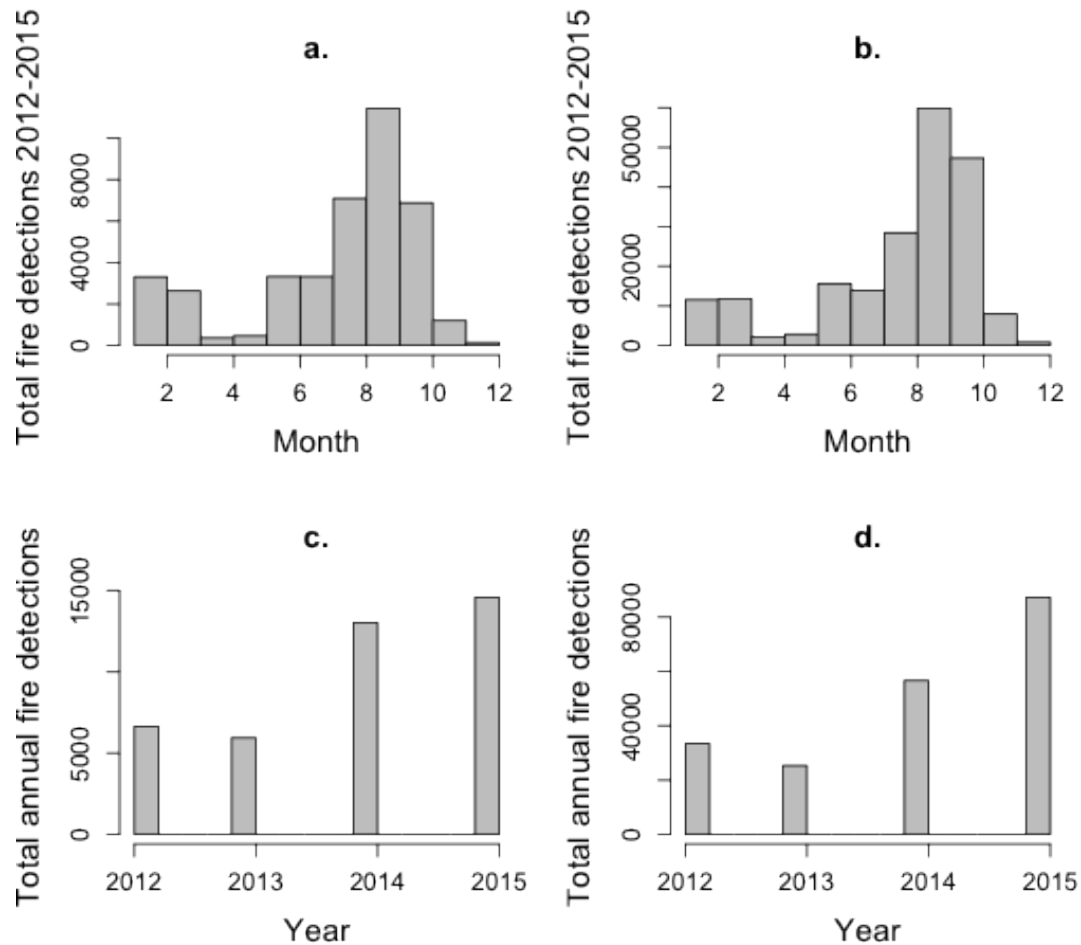 a.
Total fire detections 2012-2015
0 4000 8000
2 4 6 8 10 12
Month
b.
Total fire detections 2012-2015
0 20000 50000
2 4 6 8 10 12
Month
c.
Total annual fire detections
0 5000 15000
2012 2013 2014 2015
Year
d.
Total annual fire detections
0 40000 80000
2012 2013 2014 2015
Year